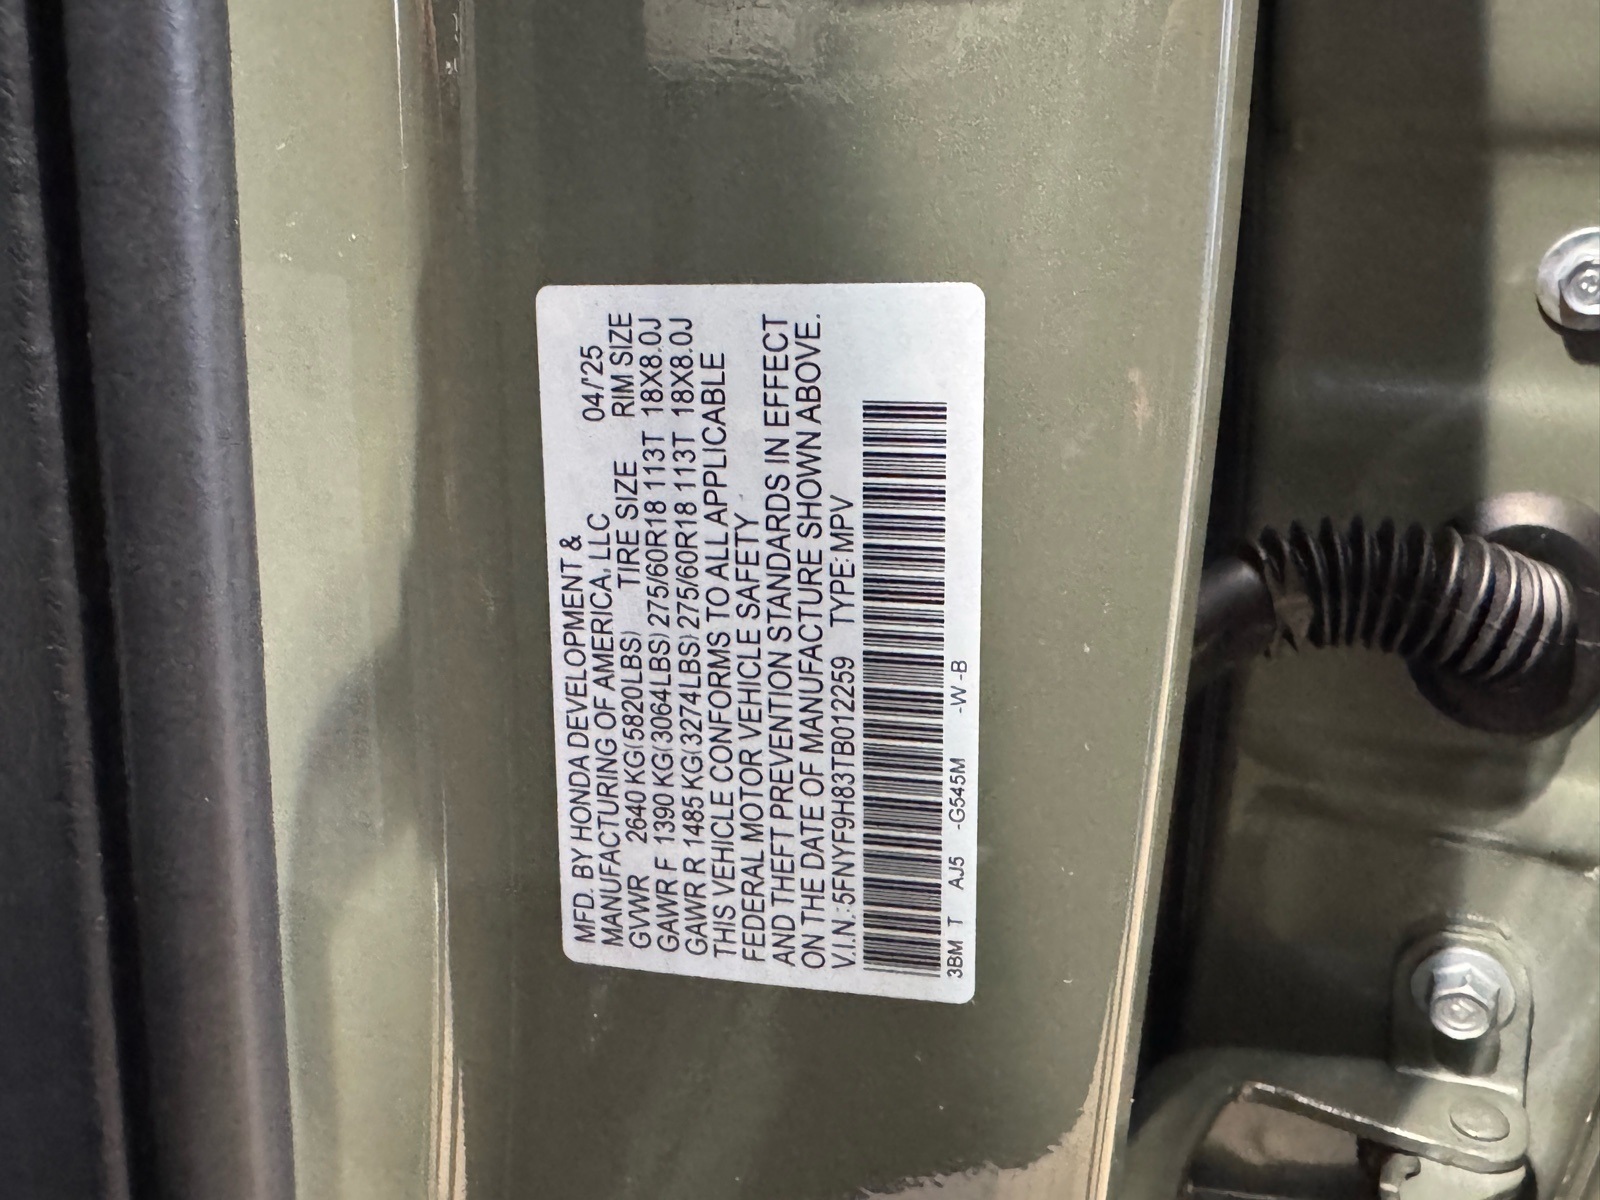 MFD. BY HONDA DEVELOPMENT & 04/'25
MANUFACTURING OF AMERICA, LLC
TIRE SIZE RIM SIZE
GVWR 2640 KG(5820LBS)
GAWR F 1390 KG(3064LBS) 275/60R18 113T 18X8.0J
GAWR R 1485 KG(3274LBS) 275/60R18 113T 18X8.0J
THIS VEHICLE CONFORMS TO ALL APPLICABLE
FEDERAL MOTOR VEHICLE SAFETY
AND THEFT PREVENTION STANDARDS IN EFFECT
ON THE DATE OF MANUFACTURE SHOWN ABOVE.
V.I.N.:5FNYF9H83TB012259 TYPE:MPV
3BM T AJ5 -G545M -W -B